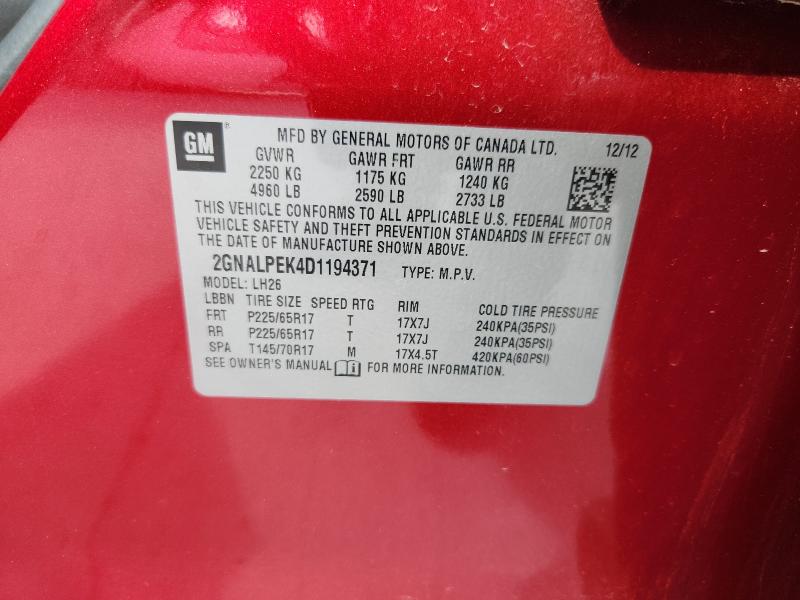 GM ® MFD BY GENERAL MOTORS OF CANADA LTD. 12/12
GVWR GAWR FRT GAWR RR
2250 KG 1175 KG 1240 KG
4960 LB 2590 LB 2733 LB
THIS VEHICLE CONFORMS TO ALL APPLICABLE U.S. FEDERAL MOTOR
VEHICLE SAFETY AND THEFT PREVENTION STANDARDS IN EFFECT ON
THE DATE OF MANUFACTURE SHOWN ABOVE.
2GNALPEK4D1194371 TYPE: M.P.V.
MODEL: LH26
LBBN TIRE SIZE SPEED RTG RIM COLD TIRE PRESSURE
FRT P225/65R17 T 17X7J 240KPA(35PSI)
RR P225/65R17 T 17X7J 240KPA(35PSI)
SPA T145/70R17 M 17X4.5T 420KPA(60PSI)
SEE OWNER'S MANUAL i FOR MORE INFORMATION.